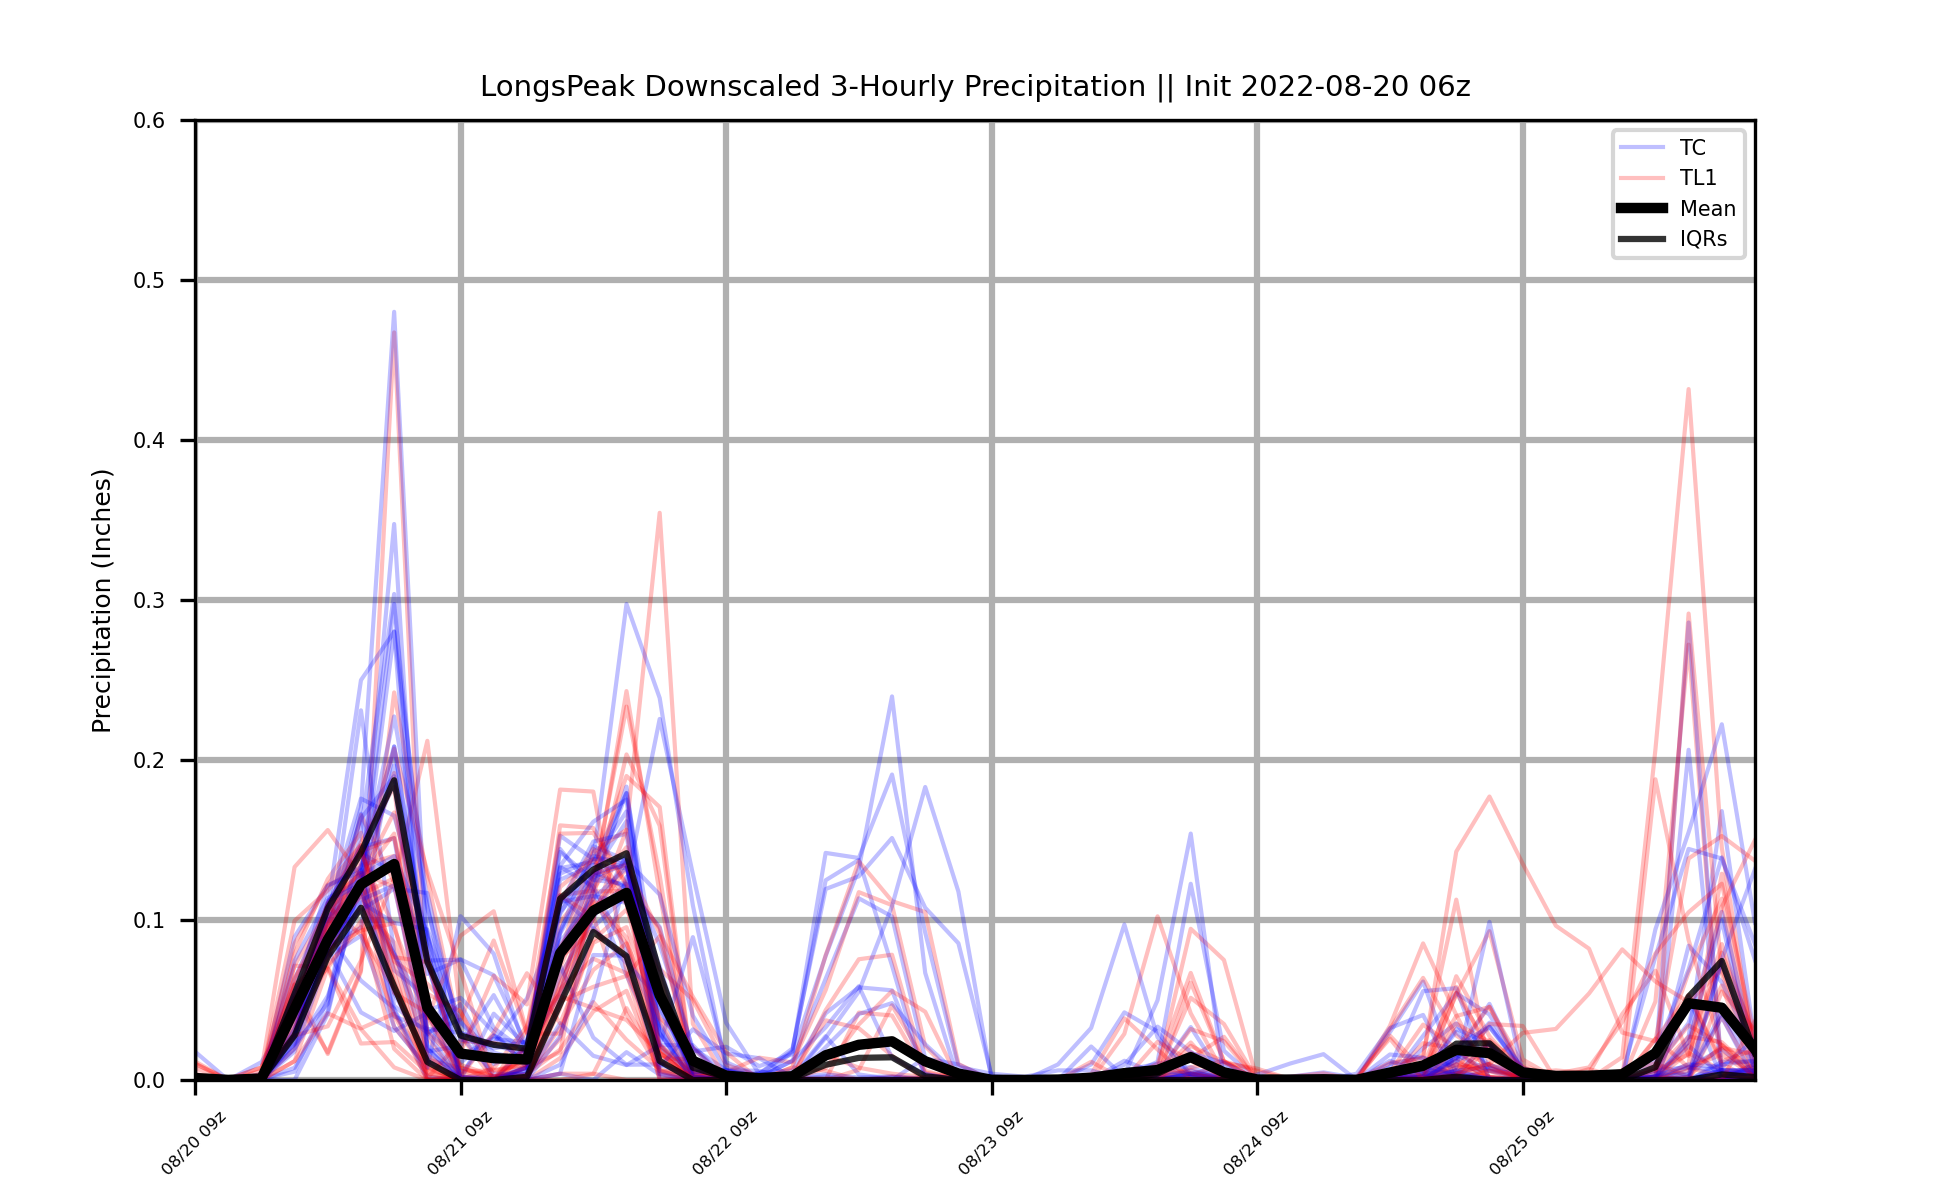 LongsPeak Downscaled 3-Hourly Precipitation || Init 2022-08-20 06z
TC
TL1
Mean
IQRs
Precipitation (Inches)
0.6
0.5
0.4
0.3
0.2
0.1
0.0
08/20 09z
08/21 09z
08/22 09z
08/23 09z
08/24 09z
08/25 09z